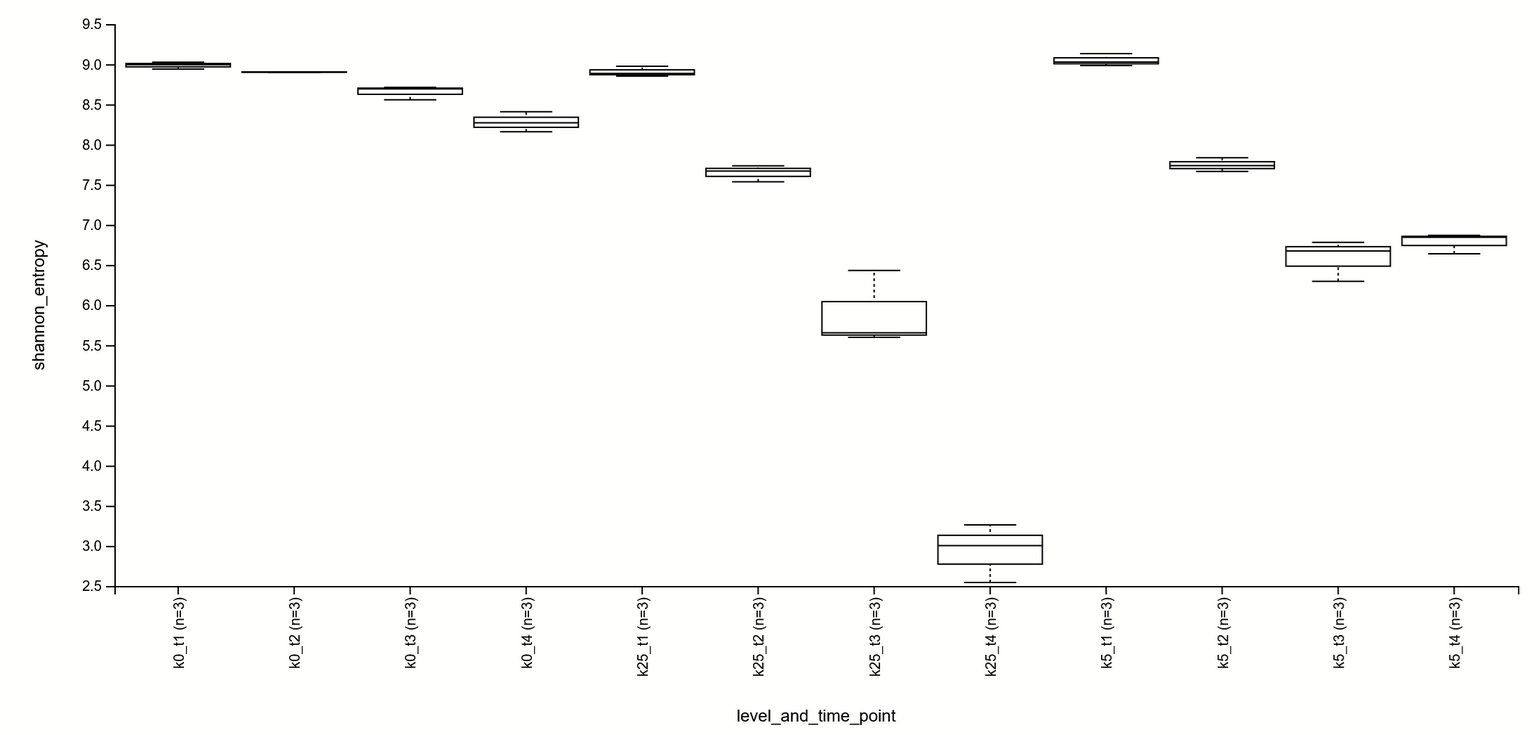 9.5
9.0
8.5
8.0
7.5
7.0
6.5
6.0
5.5
5.0
4.5
4.0
3.5
3.0
2.5
shannon_entropy
k0_t1 (n=3)
k0_t2 (n=3)
k0_t3 (n=3)
k0_t4 (n=3)
k25_t1 (n=3)
k25_t2 (n=3)
k25_t3 (n=3)
k25_t4 (n=3)
k5_t1 (n=3)
k5_t2 (n=3)
k5_t3 (n=3)
k5_t4 (n=3)
level_and_time_point